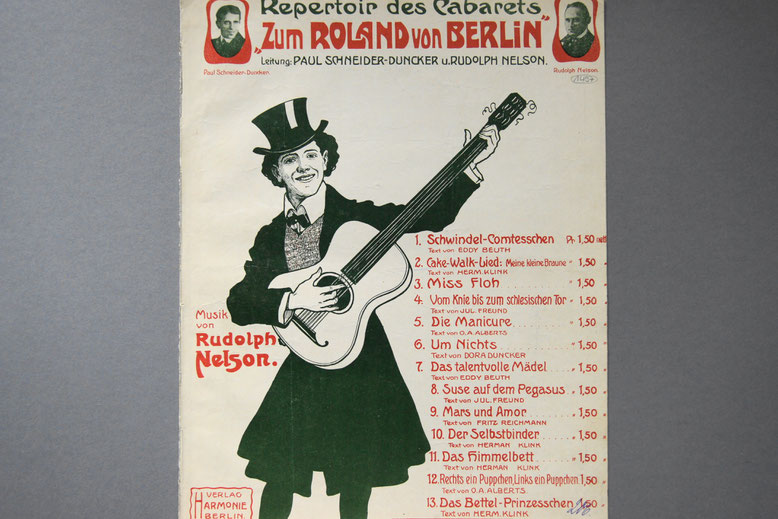 Repertoir des Cabarets
„Zum ROLAND von BERLIN"
Leitung: PAUL SCHNEIDER-DUNCKER u. RUDOLPH NELSON.
Paul Schneider-Duncker.
Rudolph Nelson.
1. Schwindel-Comtesschen Pr. 1,50 netto
Text von EDDY BEUTH
2. Cake-Walk-Lied: Meine kleine Braune " 1,50 "
Text von HERM. KLINK
3. Miss Floh " 1,50 "
4. Vom Knie bis zum schlesischen Tor " 1,50 "
Text von JUL. FREUND
5. Die Manicure " 1,50 "
Text von O. A. ALBERTS
6. Um Nichts " 1,50 "
Text von DORA DUNCKER
7. Das talentvolle Mädel " 1,50 "
Text von EDDY BEUTH
8. Suse auf dem Pegasus " 1,50 "
Text von JUL. FREUND
9. Mars und Amor " 1,50 "
Text von FRITZ REICHMANN
10. Der Selbstbinder " 1,50 "
Text von HERMAN KLINK
11. Das Himmelbett " 1,50 "
Text von HERMAN KLINK
12. Rechts ein Püppchen, Links ein Püppchen 1,50 "
Text von O. A. ALBERTS.
13. Das Bettel-Prinzesschen 1,50 "
Text von HERM. KLINK
Musik
von
Rudolph
Nelson.
VERLAG
HARMONIE
BERLIN.